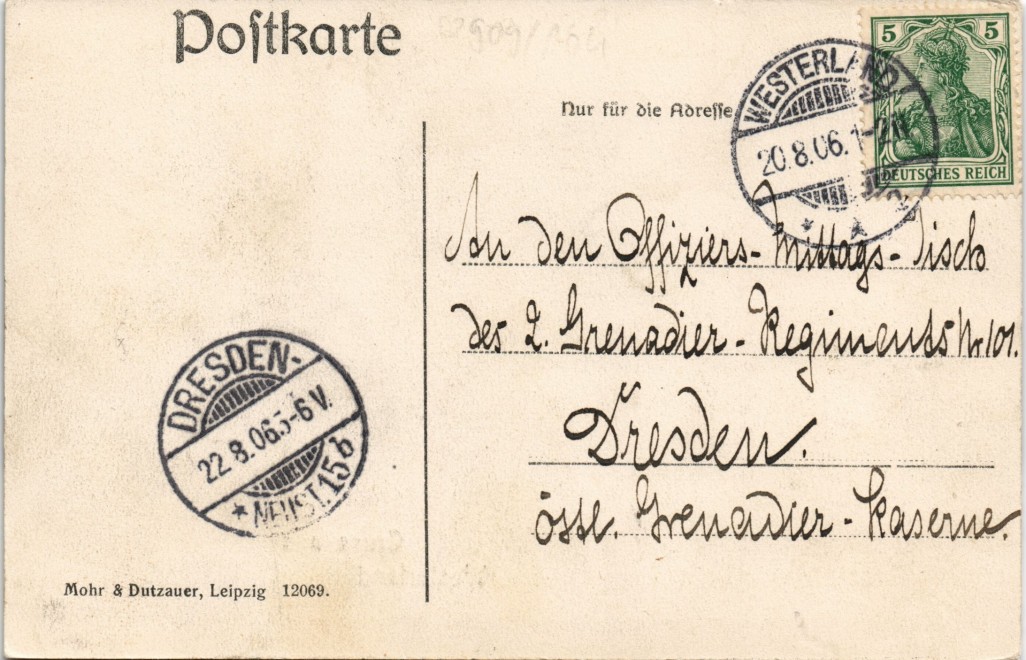 Postkarte
Nur für die Adresse
5 5
DEUTSCHES REICH
WESTERLAND
20.8.06.1-2N
An den Offiziers-Mittags-Tisch
des 2. Grenadier-Regiments Nr 101.
Dresden.
östl. Grenadier-Kaserne.
DRESDEN-
22.8.06.5-6V.
* NEUST. 15b
Mohr & Dutzauer, Leipzig 12069.